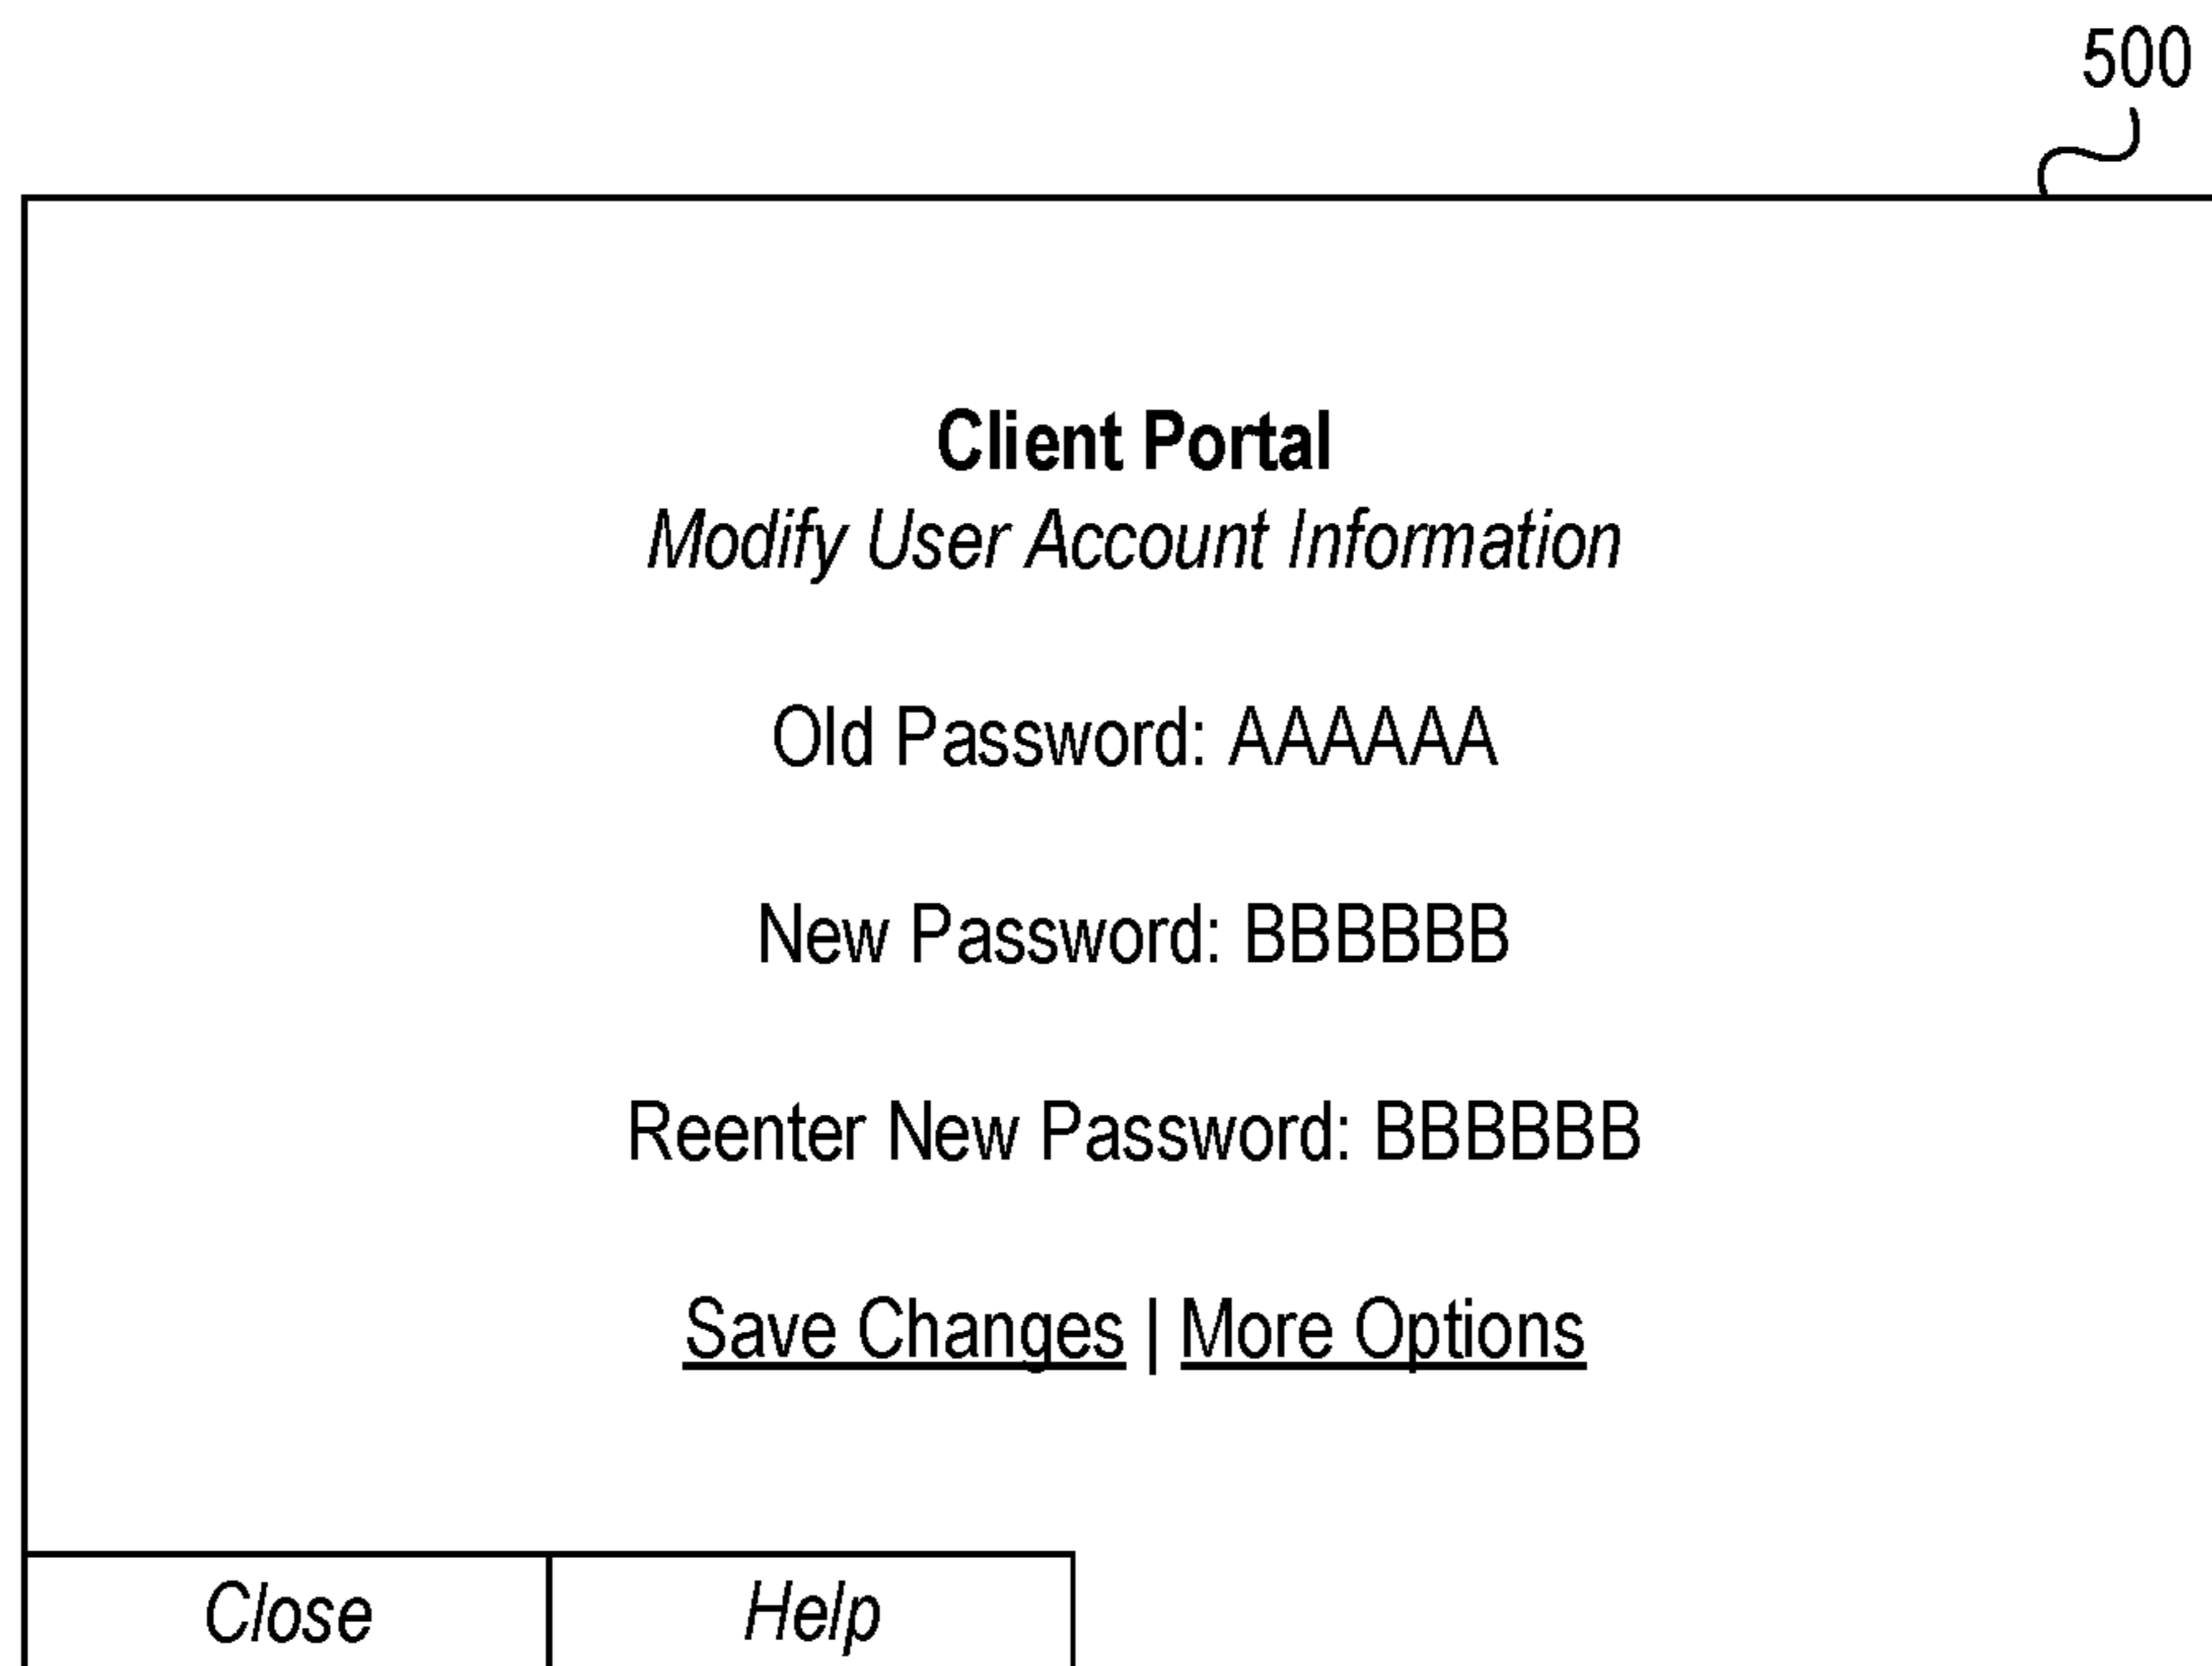 500
Client Portal
Modify User Account Information
Old Password: AAAAAA
New Password: BBBBBB
Reenter New Password: BBBBBB
Save Changes | More Options
Close Help